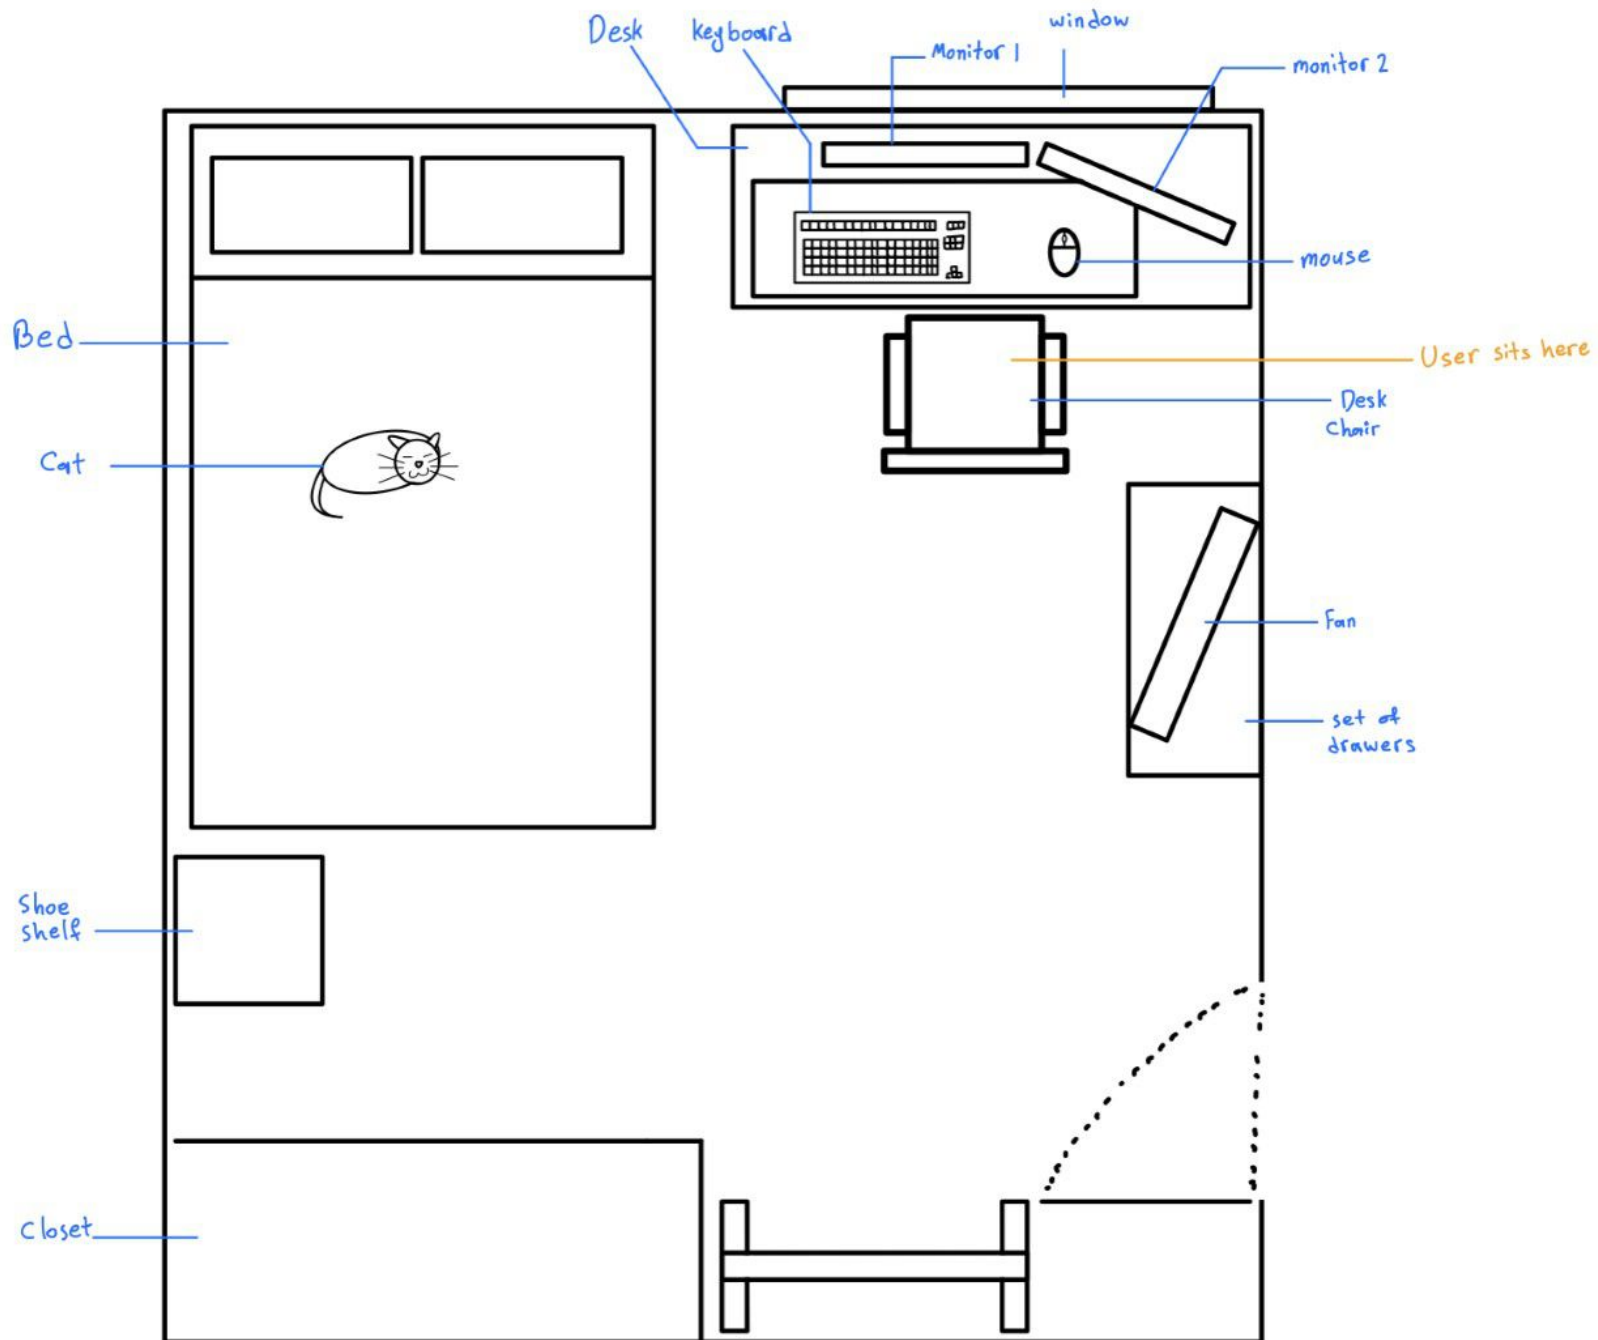 window
Desk
keyboard
Monitor 1
monitor 2
mouse
Bed
User sits here
Desk
Chair
Cat
Fan
set of
drawers
Shoe
shelf
Closet